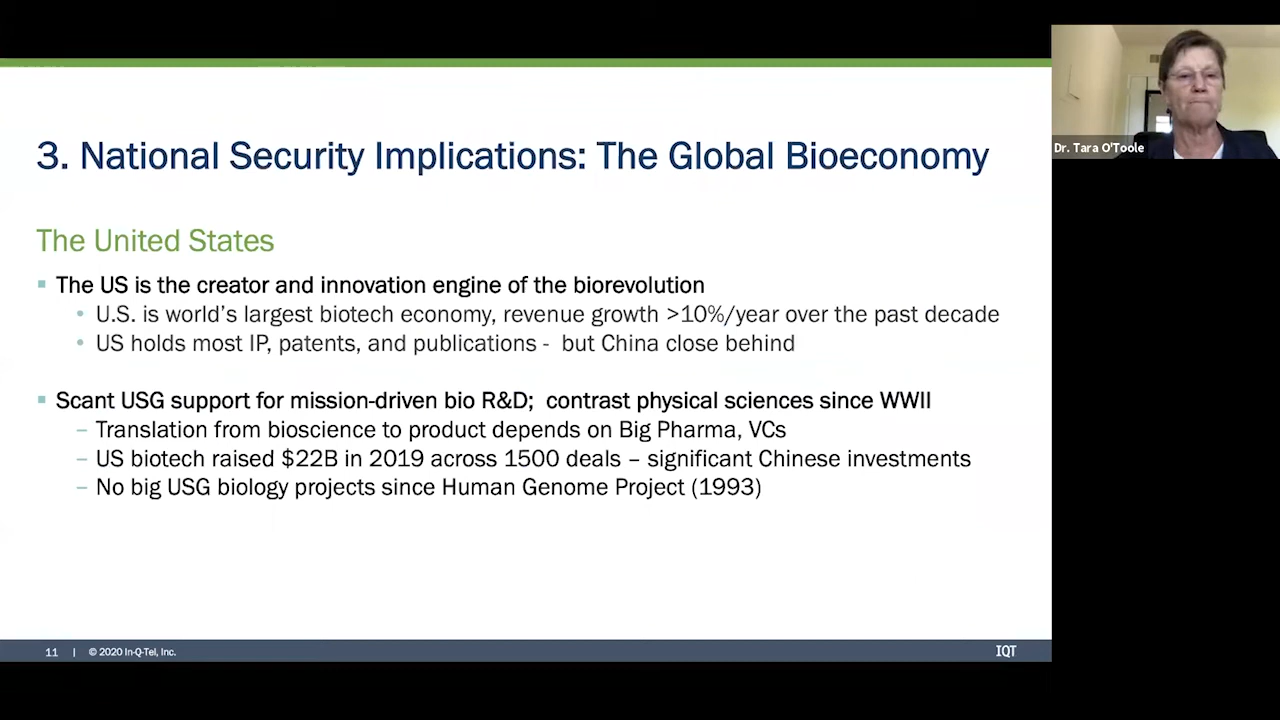 3. National Security Implications: The Global Bioeconomy
The United States
▪ The US is the creator and innovation engine of the biorevolution
• U.S. is world's largest biotech economy, revenue growth >10%/year over the past decade
• US holds most IP, patents, and publications - but China close behind
▪ Scant USG support for mission-driven bio R&D; contrast physical sciences since WWII
– Translation from bioscience to product depends on Big Pharma, VCs
– US biotech raised $22B in 2019 across 1500 deals – significant Chinese investments
– No big USG biology projects since Human Genome Project (1993)
11 | © 2020 In-Q-Tel, Inc.
IQT
Dr. Tara O'Toole